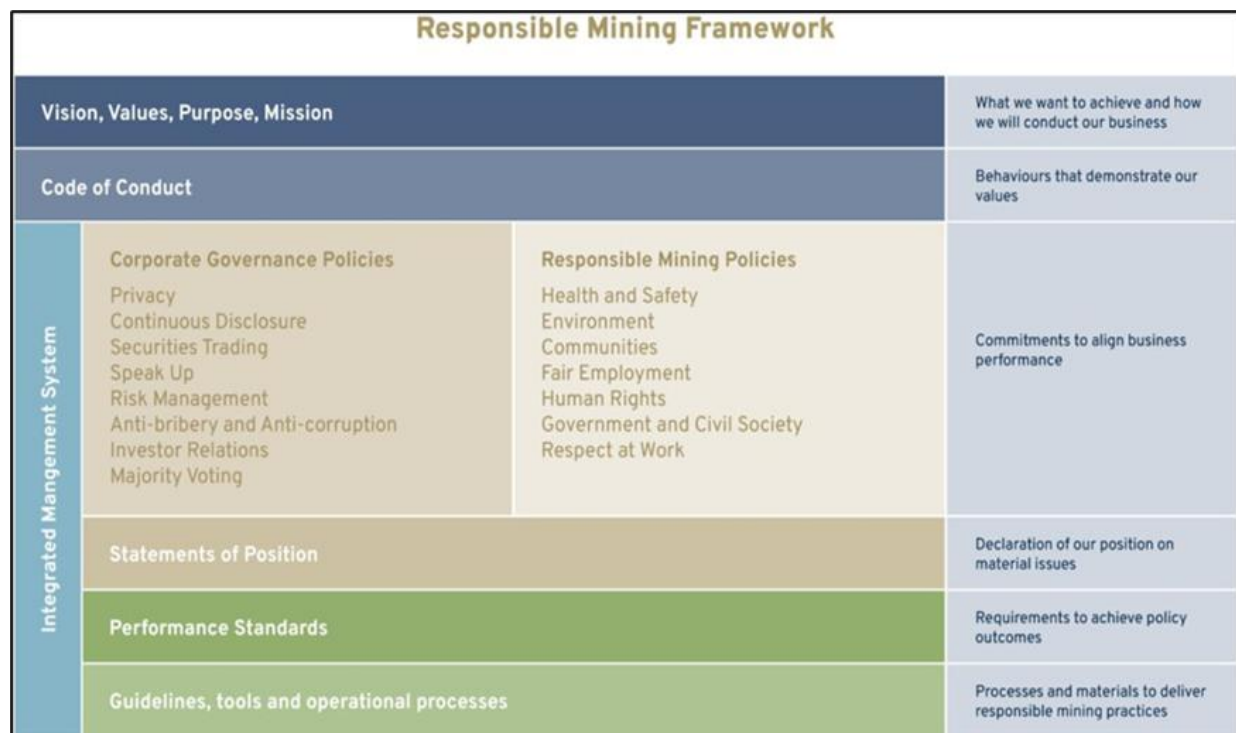 Responsible Mining Framework
Vision, Values, Purpose, Mission
What we want to achieve and how
we will conduct our business
Code of Conduct
Behaviours that demonstrate our
values
Integrated Mangement System
Corporate Governance Policies
Privacy
Continuous Disclosure
Securities Trading
Speak Up
Risk Management
Anti-bribery and Anti-corruption
Investor Relations
Majority Voting
Responsible Mining Policies
Health and Safety
Environment
Communities
Fair Employment
Human Rights
Government and Civil Society
Respect at Work
Commitments to align business
performance
Statements of Position
Declaration of our position on
material issues
Performance Standards
Requirements to achieve policy
outcomes
Guidelines, tools and operational processes
Processes and materials to deliver
responsible mining practices